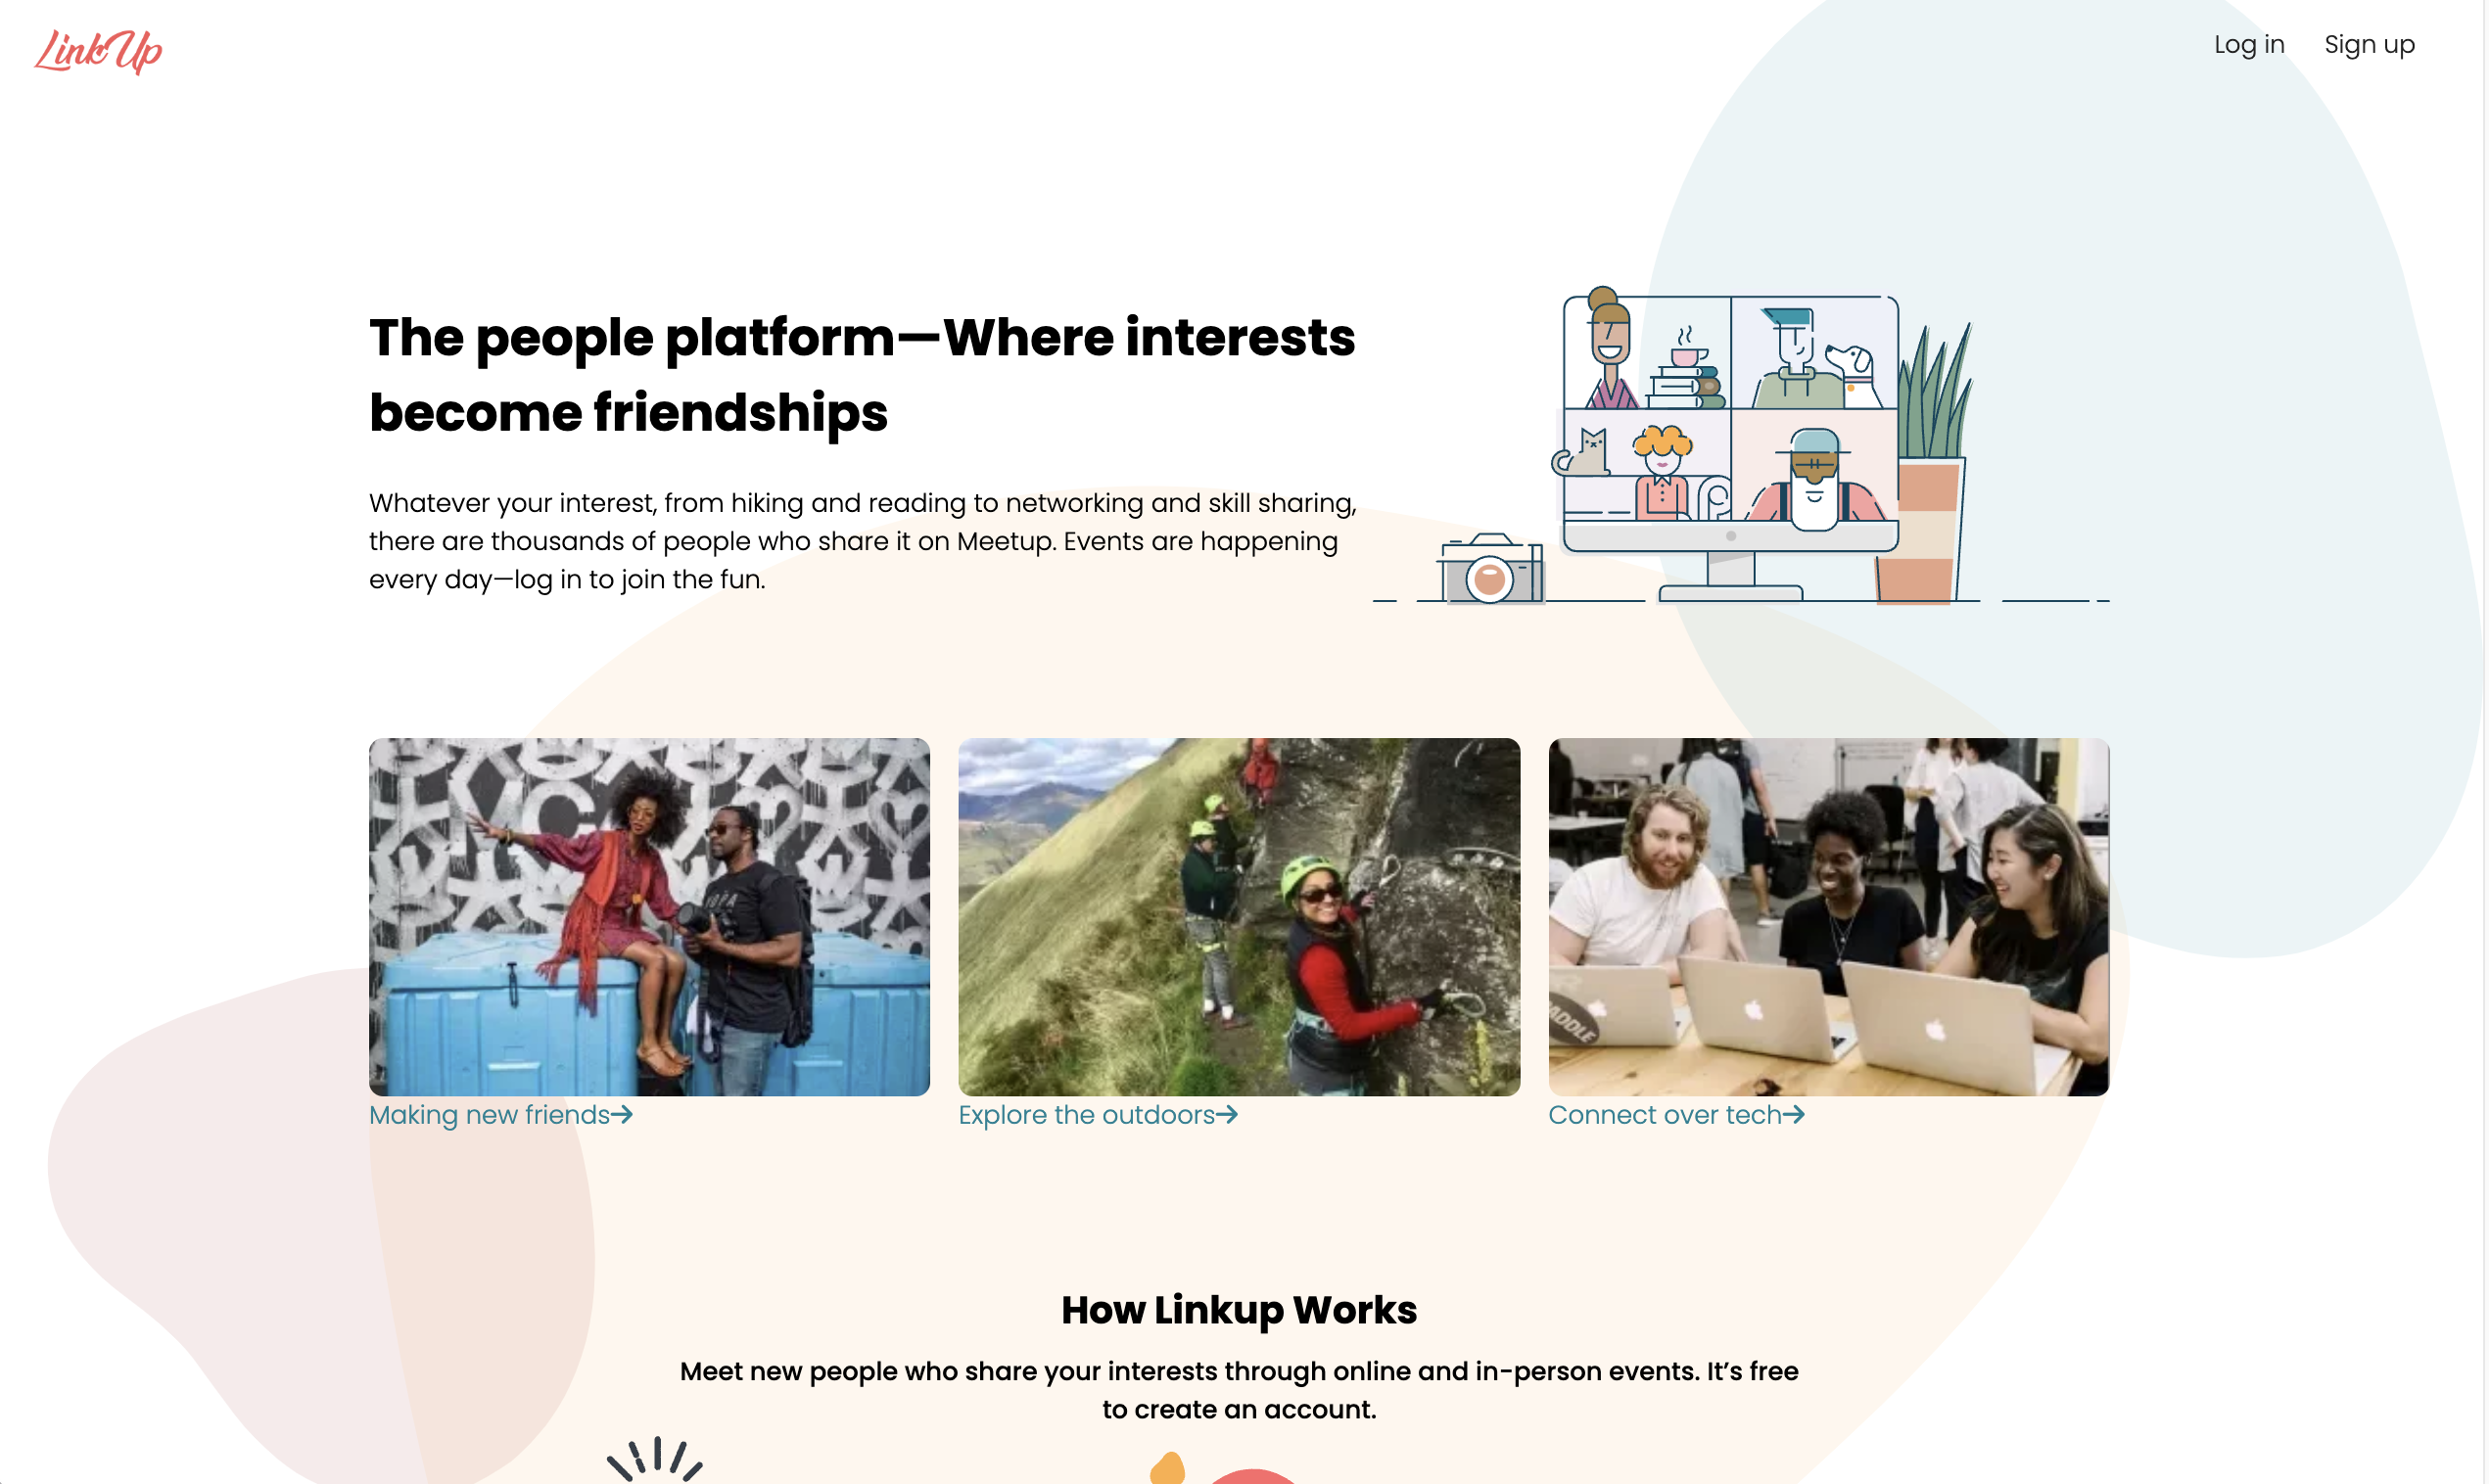 LinkUp
Log in Sign up
The people platform—Where interests
become friendships
Whatever your interest, from hiking and reading to networking and skill sharing,
there are thousands of people who share it on Meetup. Events are happening
every day—log in to join the fun.
Making new friends→
Explore the outdoors→
Connect over tech→
How Linkup Works
Meet new people who share your interests through online and in-person events. It’s free
to create an account.